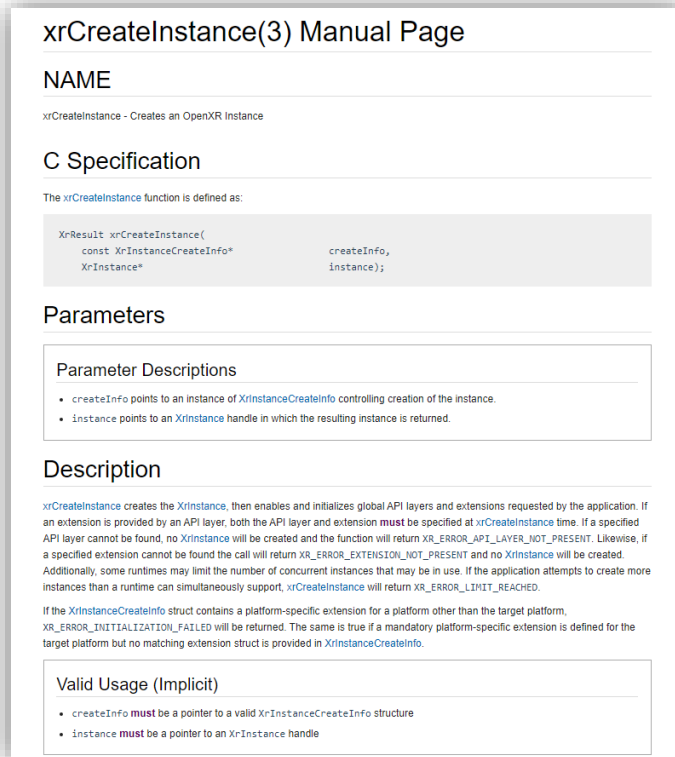 xrCreateInstance(3) Manual Page
NAME
xrCreateInstance - Creates an OpenXR Instance
C Specification
The xrCreateInstance function is defined as:
XrResult xrCreateInstance(
const XrInstanceCreateInfo* createInfo,
XrInstance* instance);
Parameters
Parameter Descriptions
• createInfo points to an instance of XrInstanceCreateInfo controlling creation of the instance.
• instance points to an XrInstance handle in which the resulting instance is returned.
Description
xrCreateInstance creates the XrInstance, then enables and initializes global API layers and extensions requested by the application. If
an extension is provided by an API layer, both the API layer and extension must be specified at xrCreateInstance time. If a specified
API layer cannot be found, no XrInstance will be created and the function will return XR_ERROR_API_LAYER_NOT_PRESENT. Likewise, if
a specified extension cannot be found the call will return XR_ERROR_EXTENSION_NOT_PRESENT and no XrInstance will be created.
Additionally, some runtimes may limit the number of concurrent instances that may be in use. If the application attempts to create more
instances than a runtime can simultaneously support, xrCreateInstance will return XR_ERROR_LIMIT_REACHED.
If the XrInstanceCreateInfo struct contains a platform-specific extension for a platform other than the target platform,
XR_ERROR_INITIALIZATION_FAILED will be returned. The same is true if a mandatory platform-specific extension is defined for the
target platform but no matching extension struct is provided in XrInstanceCreateInfo.
Valid Usage (Implicit)
• createInfo must be a pointer to a valid XrInstanceCreateInfo structure
• instance must be a pointer to an XrInstance handle